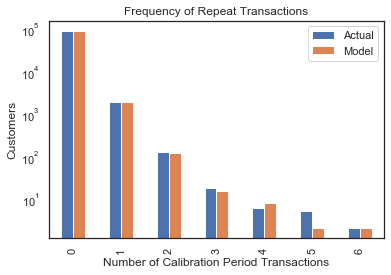 Frequency of Repeat Transactions
Actual
Model
Customers
10^5
10^4
10^3
10^2
10^1
0
1
2
3
4
5
6
Number of Calibration Period Transactions